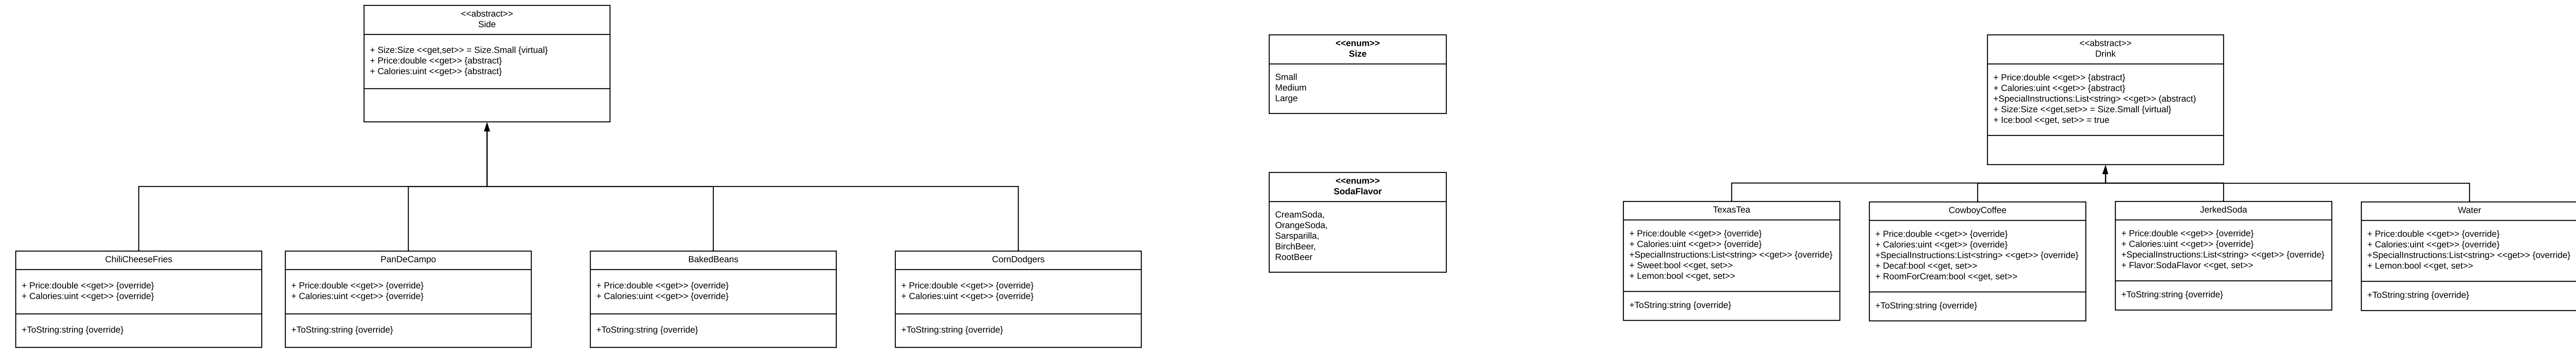 <<abstract>>
Side
+ Size:Size <<get,set>> = Size.Small {virtual}
+ Price:double <<get>> {abstract}
+ Calories:uint <<get>> {abstract}
ChiliCheeseFries
+ Price:double <<get>> {override}
+ Calories:uint <<get>> {override}
+ToString:string {override}
PanDeCampo
+ Price:double <<get>> {override}
+ Calories:uint <<get>> {override}
+ToString:string {override}
BakedBeans
+ Price:double <<get>> {override}
+ Calories:uint <<get>> {override}
+ToString:string {override}
CornDodgers
+ Price:double <<get>> {override}
+ Calories:uint <<get>> {override}
+ToString:string {override}
<<enum>>
Size
Small
Medium
Large
<<enum>>
SodaFlavor
CreamSoda,
OrangeSoda,
Sarsparilla,
BirchBeer,
RootBeer
<<abstract>>
Drink
+ Price:double <<get>> {abstract}
+ Calories:uint <<get>> {abstract}
+SpecialInstructions:List<string> <<get>> (abstract)
+ Size:Size <<get,set>> = Size.Small {virtual}
+ Ice:bool <<get, set>> = true
TexasTea
+ Price:double <<get>> {override}
+ Calories:uint <<get>> {override}
+SpecialInstructions:List<string> <<get>> {override}
+ Sweet:bool <<get, set>>
+ Lemon:bool <<get, set>>
+ToString:string {override}
CowboyCoffee
+ Price:double <<get>> {override}
+ Calories:uint <<get>> {override}
+SpecialInstructions:List<string> <<get>> {override}
+ Decaf:bool <<get, set>>
+ RoomForCream:bool <<get, set>>
+ToString:string {override}
JerkedSoda
+ Price:double <<get>> {override}
+ Calories:uint <<get>> {override}
+SpecialInstructions:List<string> <<get>> {override}
+ Flavor:SodaFlavor <<get, set>>
+ToString:string {override}
Water
+ Price:double <<get>> {override}
+ Calories:uint <<get>> {override}
+SpecialInstructions:List<string> <<get>> {override}
+ Lemon:bool <<get, set>>
+ToString:string {override}